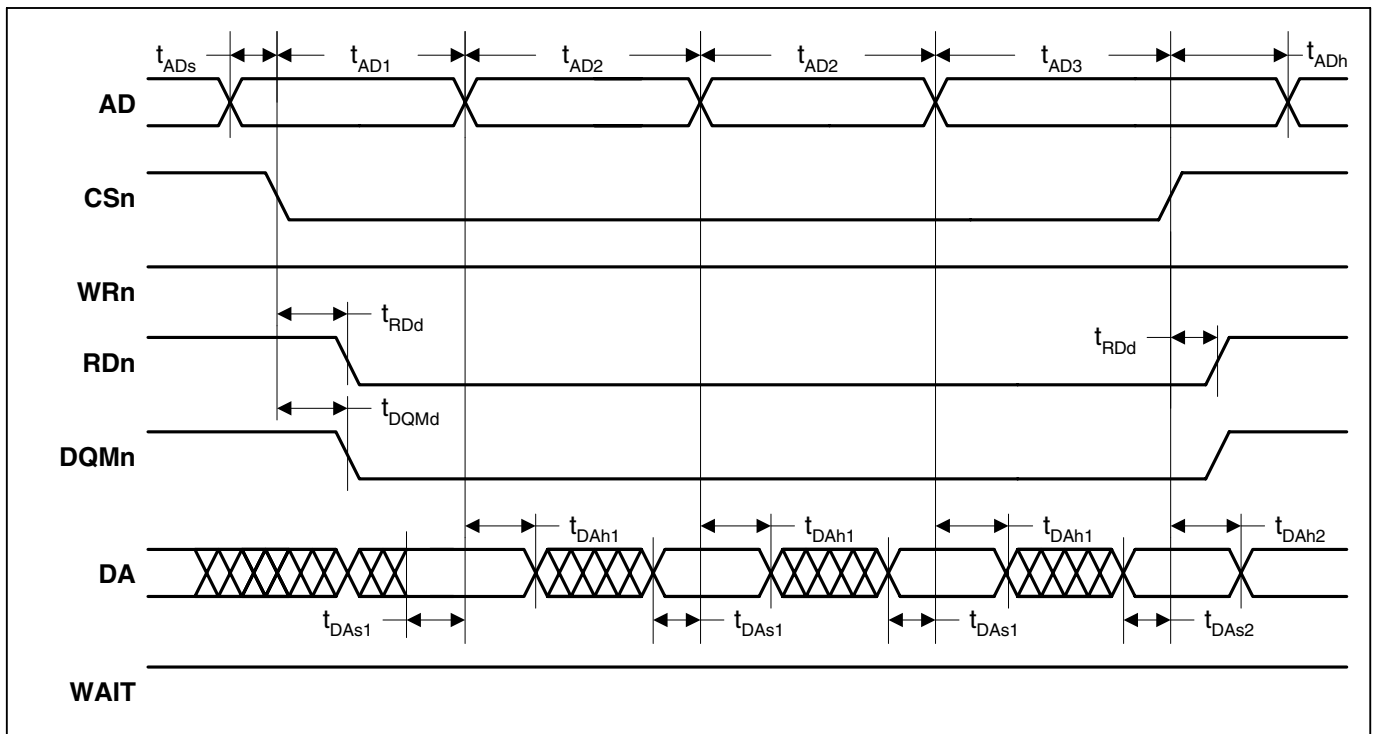 tADs tAD1 tAD2 tAD2 tAD3 tADh
AD
CSn
WRn
tRDd
RDn tRDd
tDQMd
DQMn
tDAh1 tDAh1 tDAh1 tDAh2
DA
tDAs1 tDAs1 tDAs1 tDAs2
WAIT